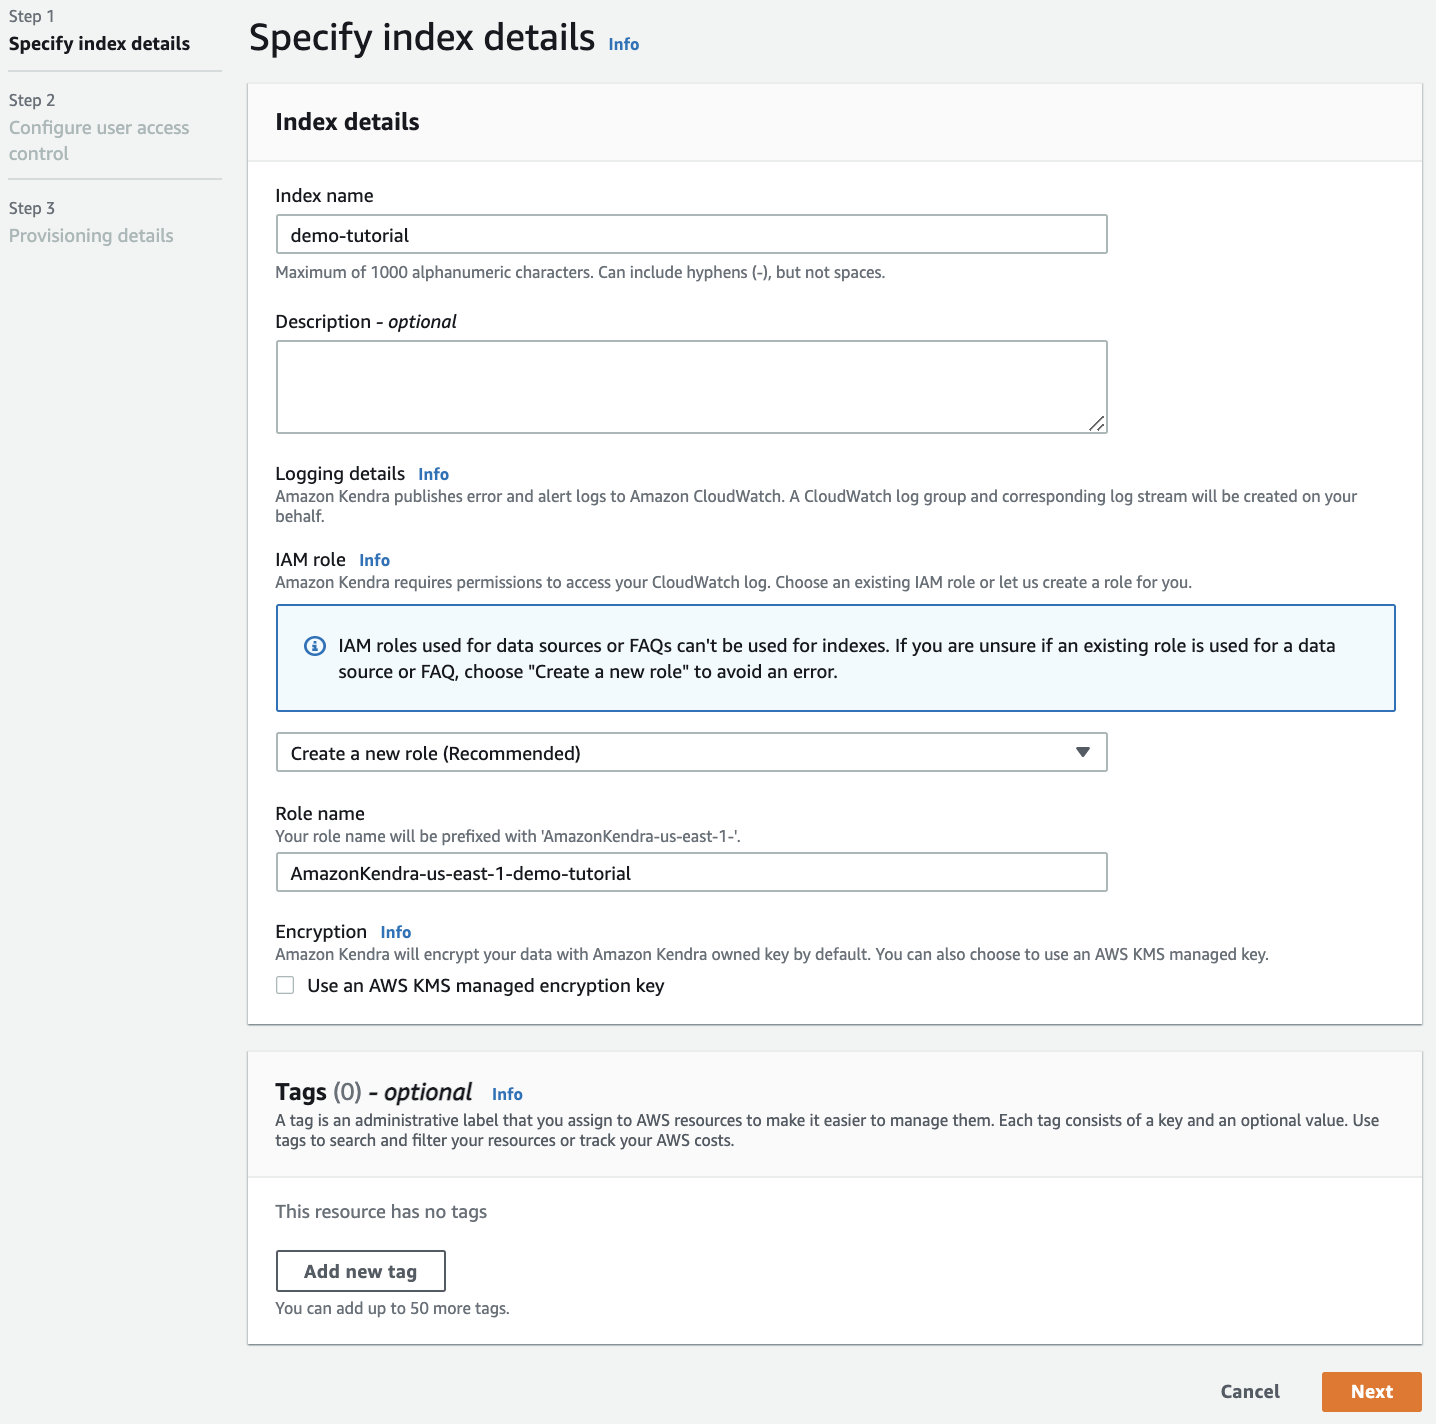 Step 1
Specify index details
Step 2
Configure user access
control
Step 3
Provisioning details
Specify index details Info
Index details
Index name
demo-tutorial
Maximum of 1000 alphanumeric characters. Can include hyphens (-), but not spaces.
Description - optional
Logging details Info
Amazon Kendra publishes error and alert logs to Amazon CloudWatch. A CloudWatch log group and corresponding log stream will be created on your
behalf.
IAM role Info
Amazon Kendra requires permissions to access your CloudWatch log. Choose an existing IAM role or let us create a role for you.
IAM roles used for data sources or FAQs can't be used for indexes. If you are unsure if an existing role is used for a data
source or FAQ, choose "Create a new role" to avoid an error.
Create a new role (Recommended)
Role name
Your role name will be prefixed with 'AmazonKendra-us-east-1-'.
AmazonKendra-us-east-1-demo-tutorial
Encryption Info
Amazon Kendra will encrypt your data with Amazon Kendra owned key by default. You can also choose to use an AWS KMS managed key.
Use an AWS KMS managed encryption key
Tags (0) - optional Info
A tag is an administrative label that you assign to AWS resources to make it easier to manage them. Each tag consists of a key and an optional value. Use
tags to search and filter your resources or track your AWS costs.
This resource has no tags
Add new tag
You can add up to 50 more tags.
Cancel
Next